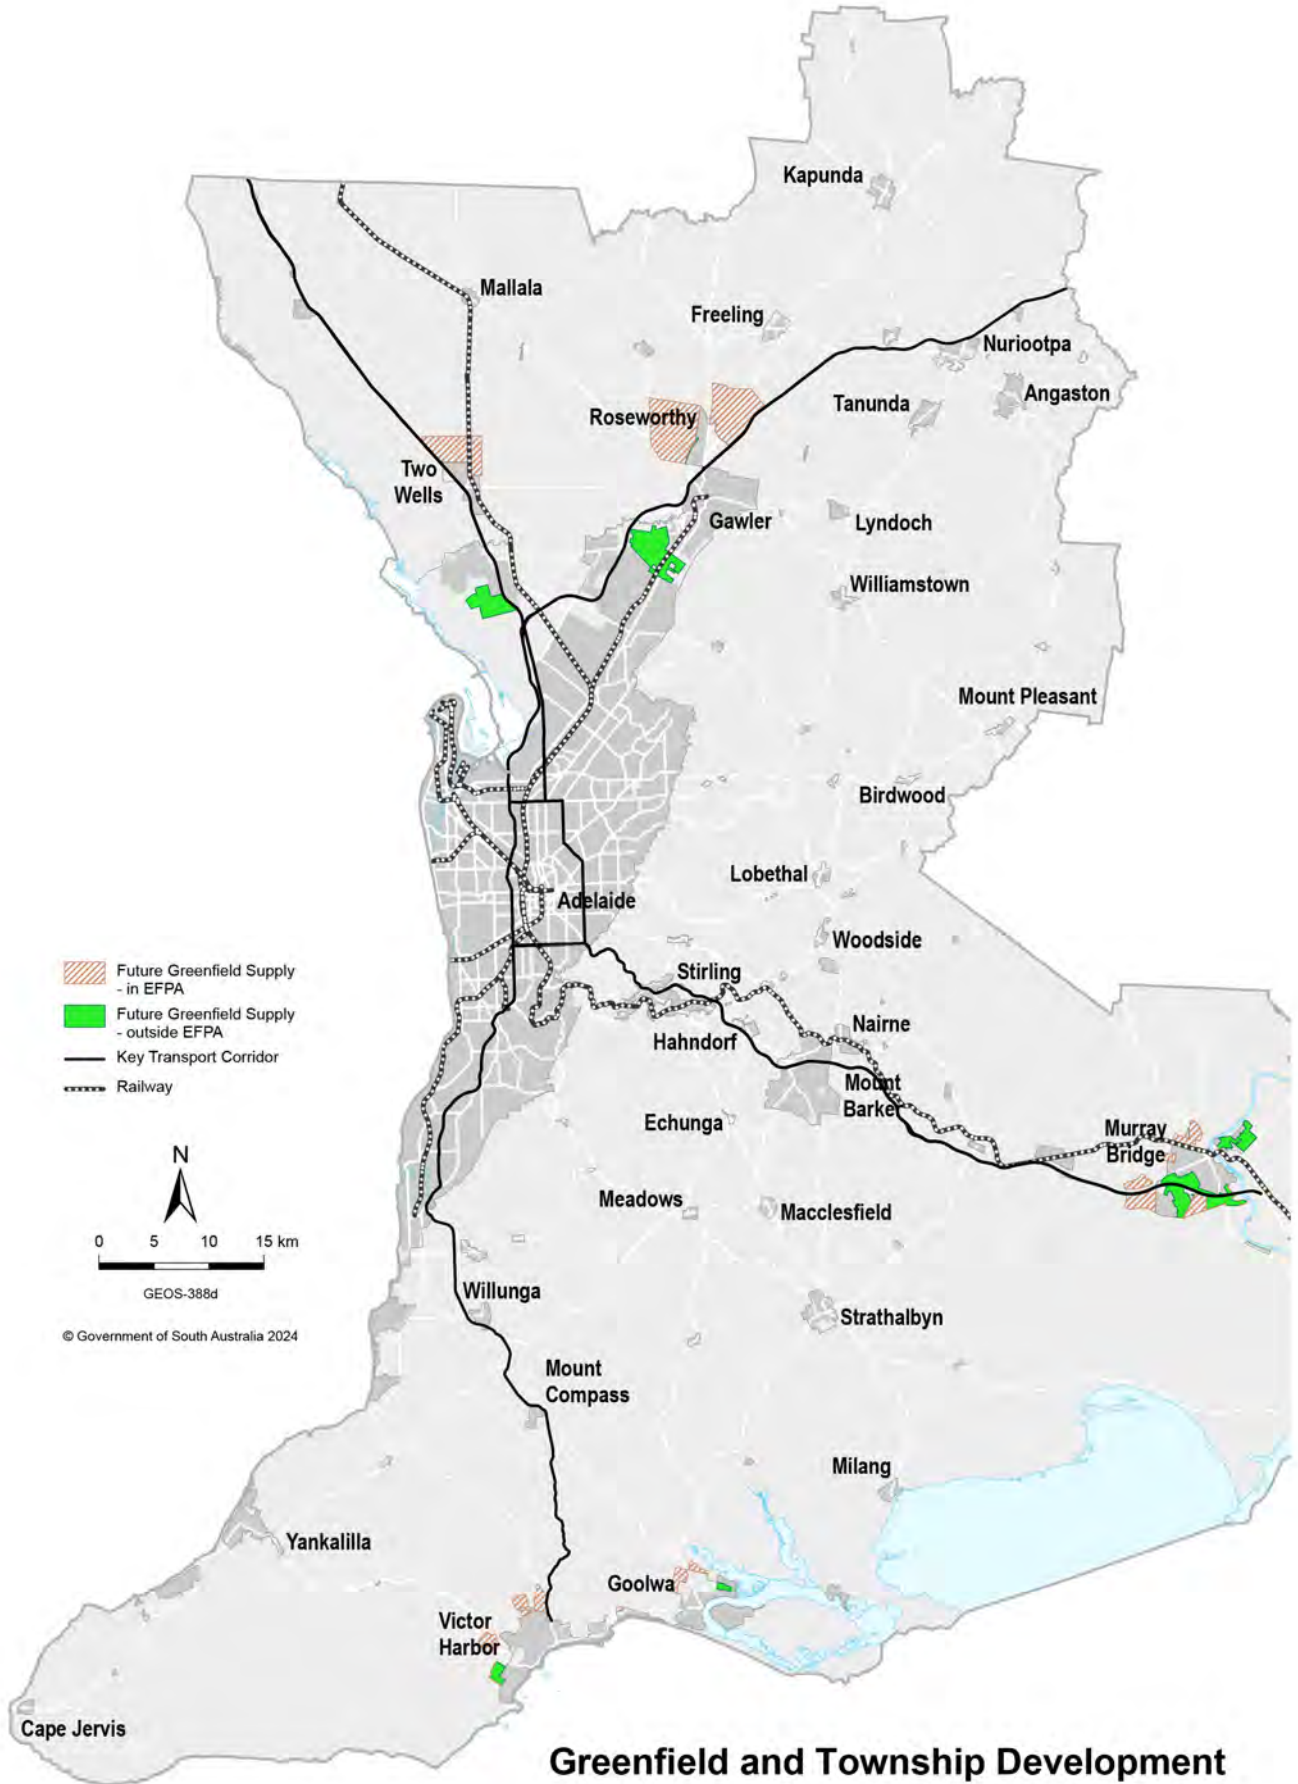 Kapunda
Mallala
Freeling
Nuriootpa
Angaston
Tanunda
Roseworthy
Two
Wells
Gawler
Lyndoch
Williamstown
Mount Pleasant
Birdwood
Lobethal
Adelaide
Woodside
Stirling
Nairne
Hahndorf
Mount
Barker
Echunga
Murray
Bridge
Meadows
Macclesfield
Willunga
Strathalbyn
Mount
Compass
Milang
Yankalilla
Goolwa
Victor
Harbor
Cape Jervis
Future Greenfield Supply
- in EFPA
Future Greenfield Supply
- outside EFPA
Key Transport Corridor
Railway
N
0 5 10 15 km
GEOS-388d
© Government of South Australia 2024
Greenfield and Township Development